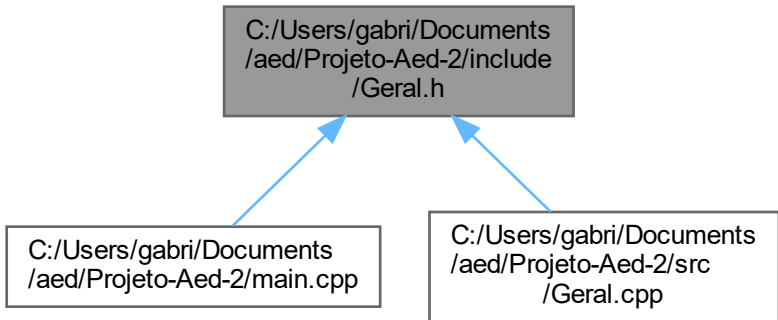 C:/Users/gabri/Documents
/aed/Projeto-Aed-2/include
/Geral.h
C:/Users/gabri/Documents
/aed/Projeto-Aed-2/main.cpp
C:/Users/gabri/Documents
/aed/Projeto-Aed-2/src
/Geral.cpp